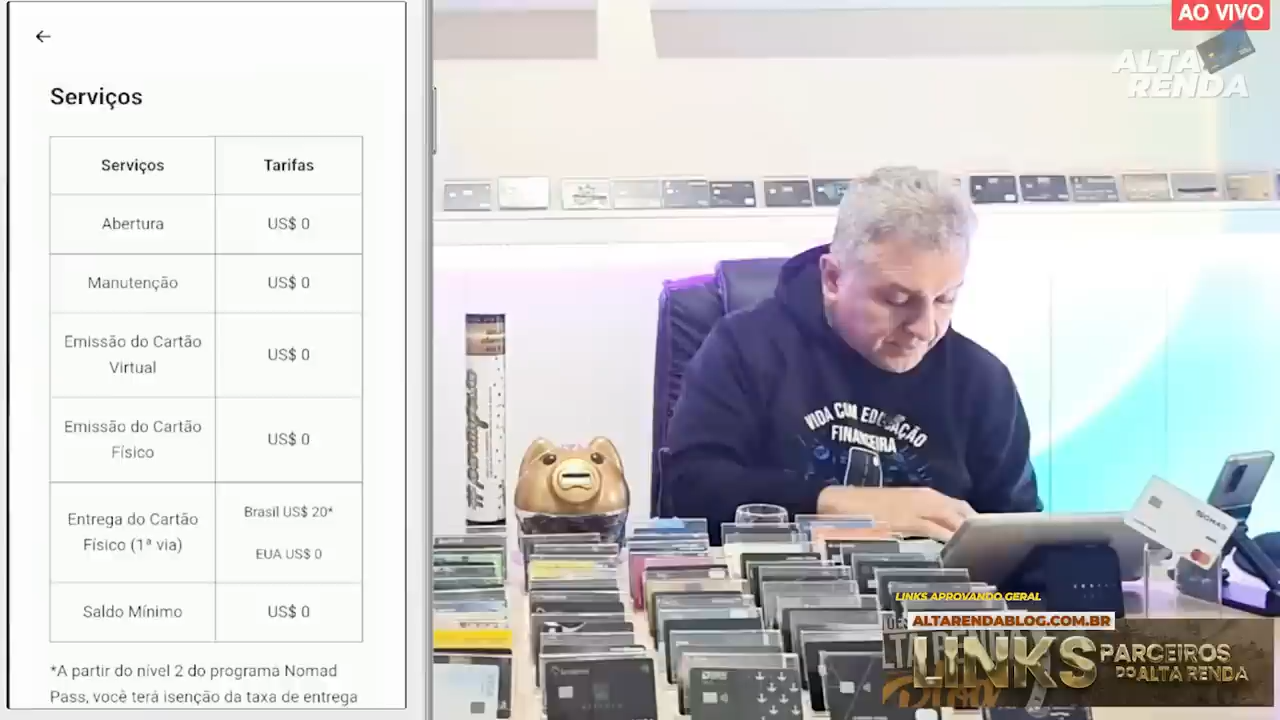 Serviços
Serviços
Tarifas
Abertura
US$ 0
Manutenção
US$ 0
Emissão do Cartão
Virtual
US$ 0
Emissão do Cartão
Físico
US$ 0
Entrega do Cartão
Físico (1ª via)
Brasil US$ 20*
EUA US$ 0
Saldo Mínimo
US$ 0
*A partir do nível 2 do programa Nomad
Pass, você terá isenção da taxa de entrega
AO VIVO
ALTA
RENDA
VIDA COM EDUCAÇÃO
FINANCEIRA
LINKS APROVANDO GERAL
ALTARENDABLOG.COM.BR
LINKS
PARCEIROS
DO ALTA RENDA